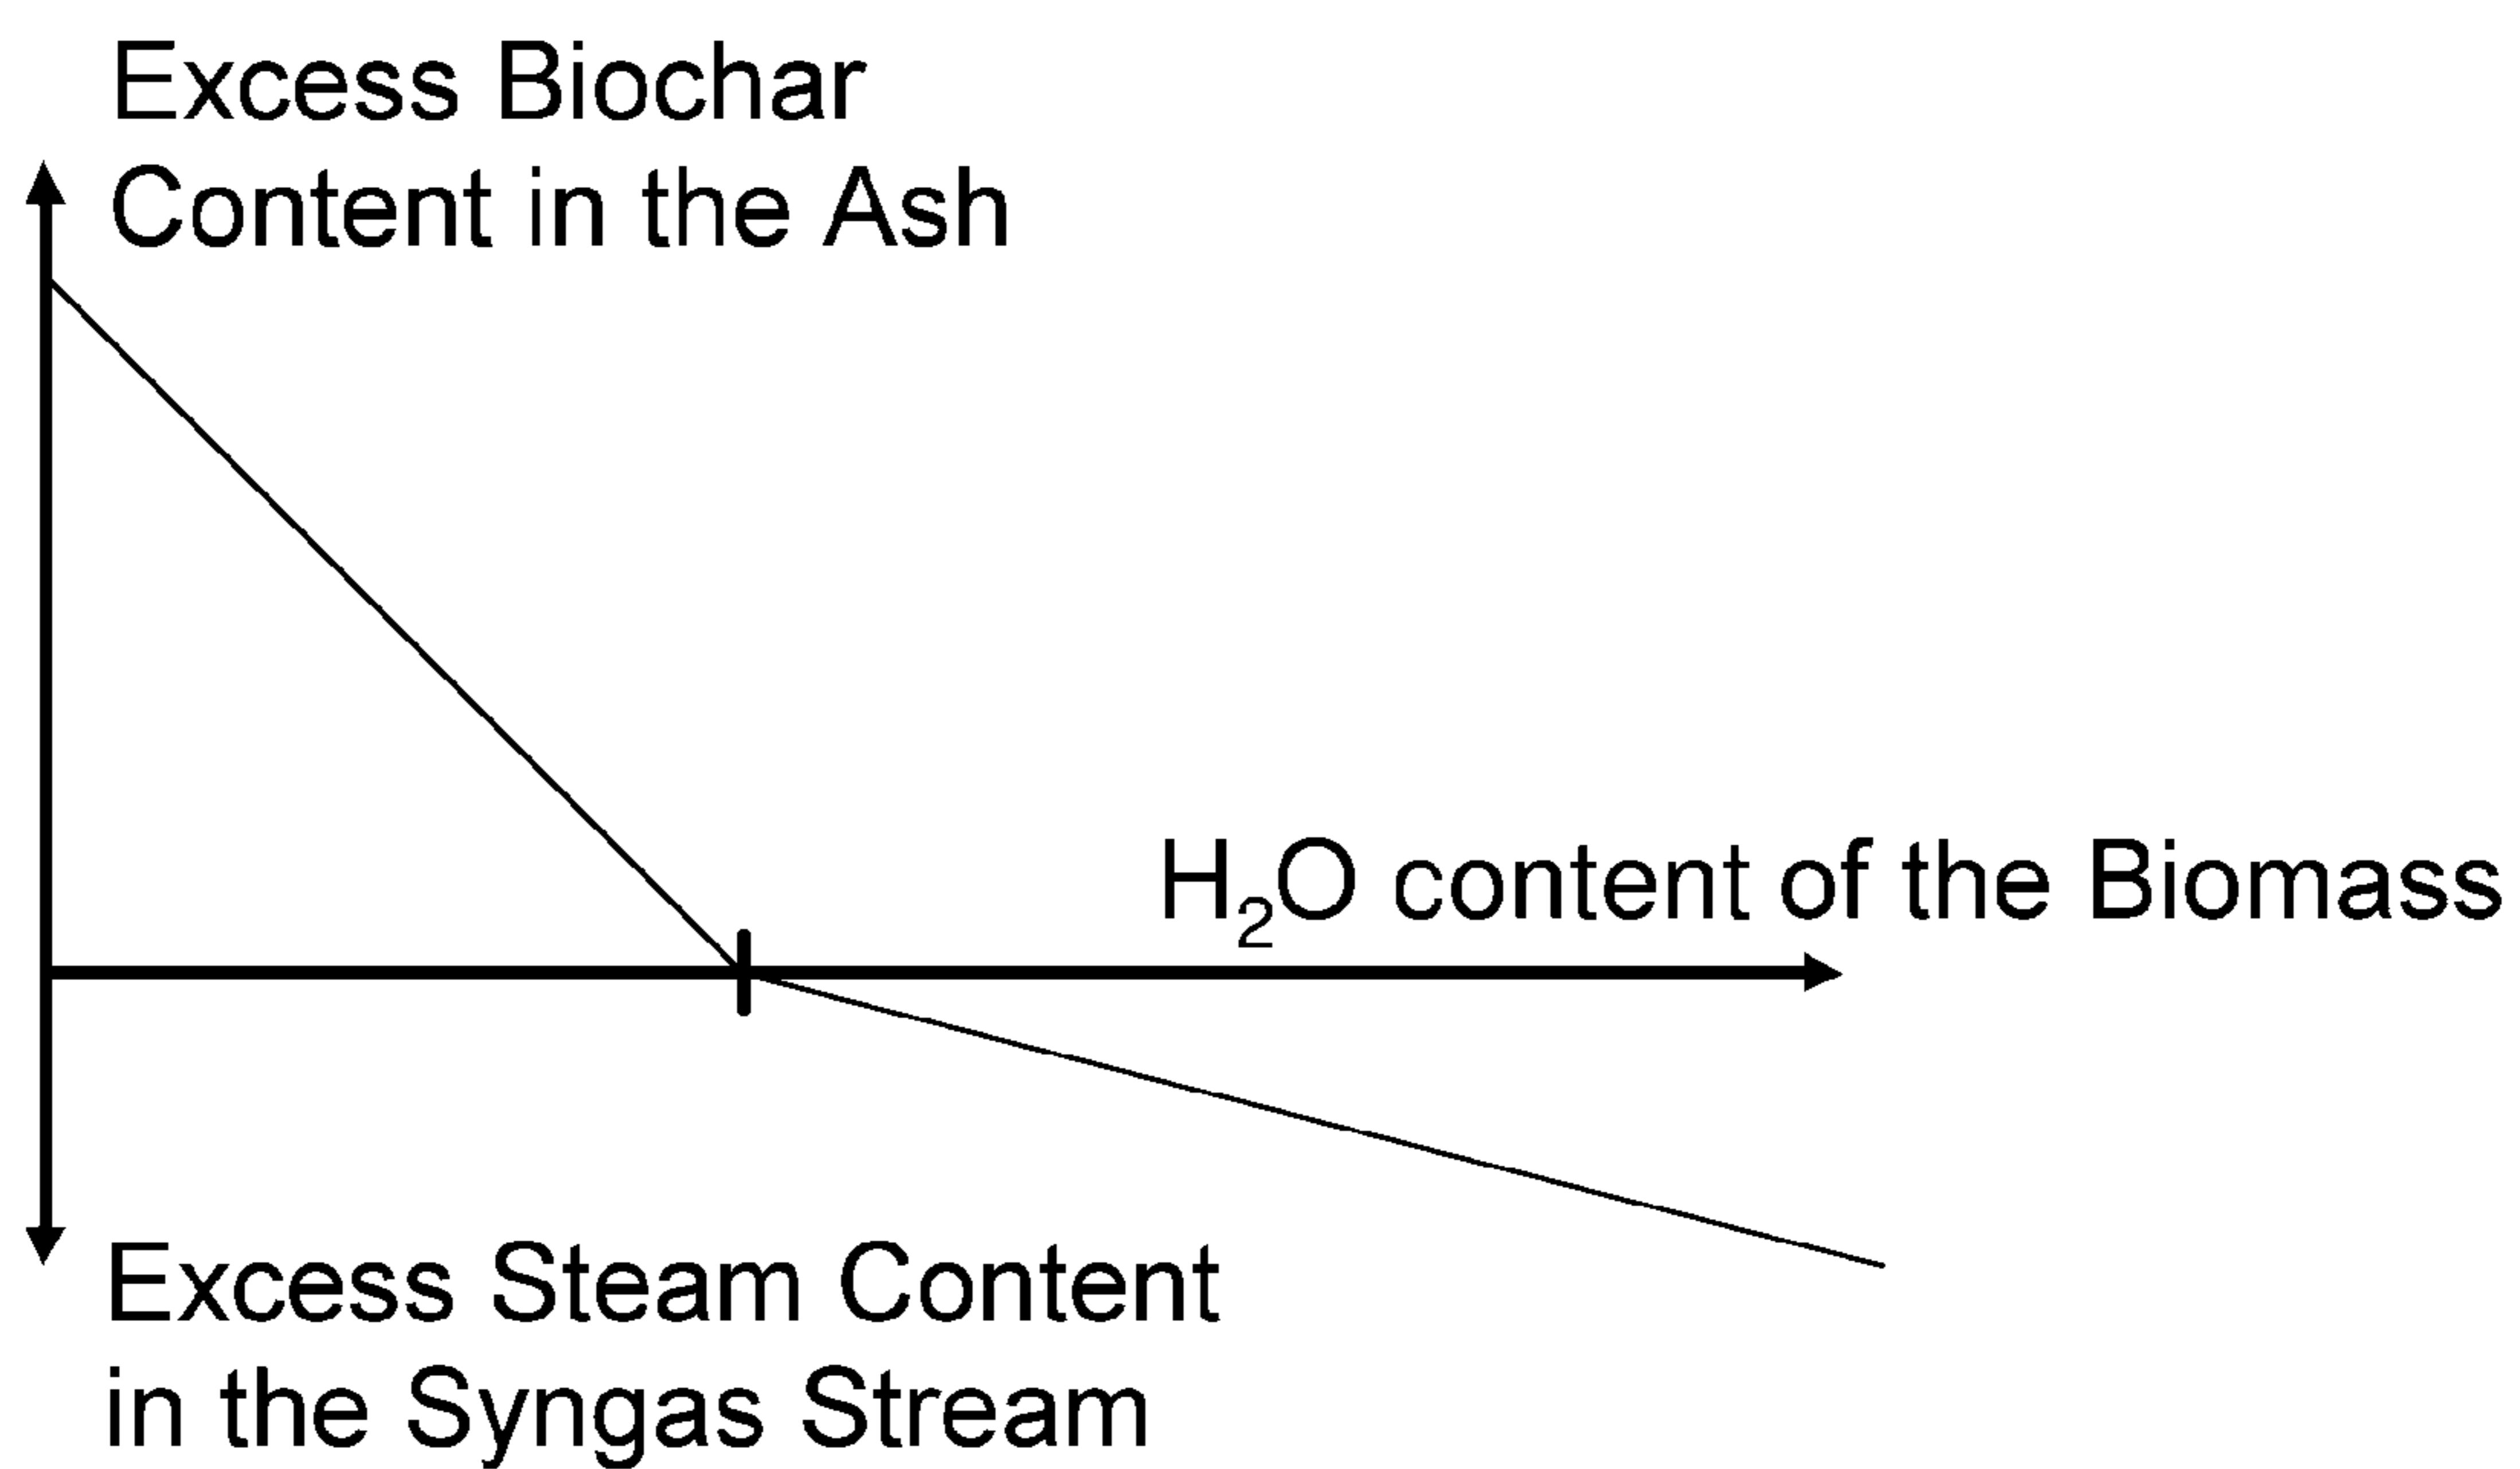 Excess Biochar
Content in the Ash
H₂O content of the Biomass
Excess Steam Content
in the Syngas Stream